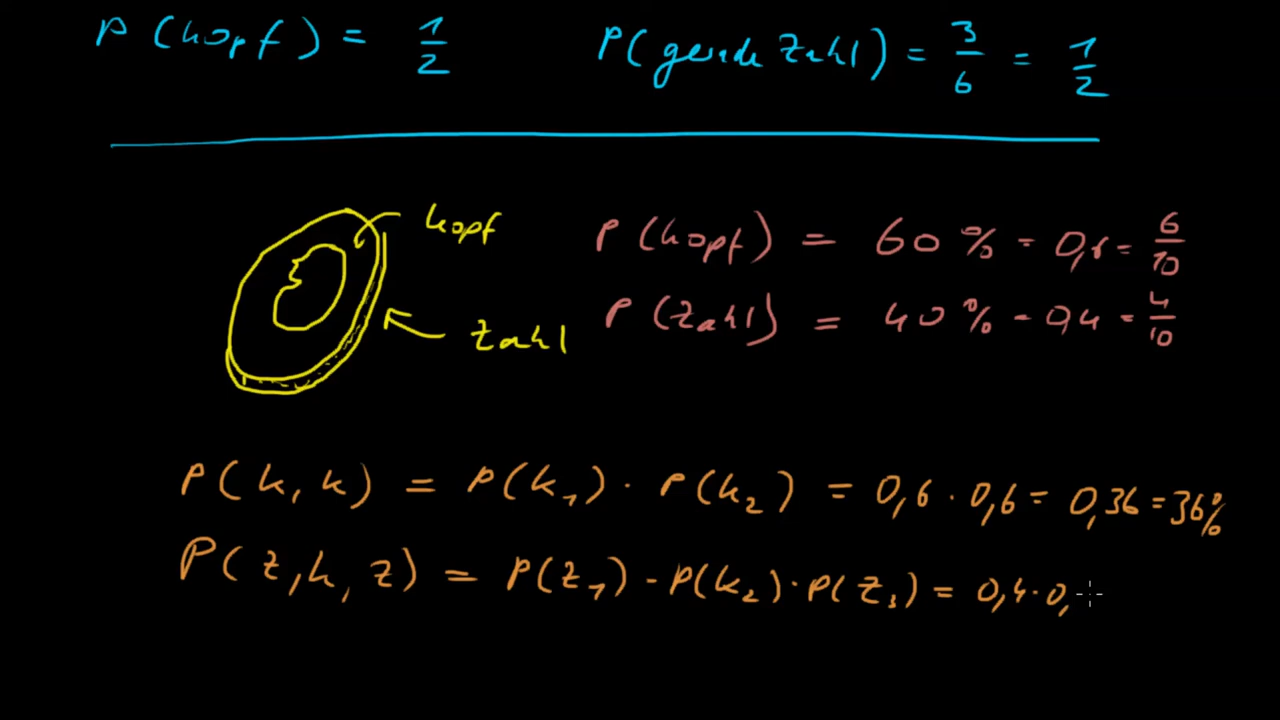 P(Kopf) = 1/2 P(gerade Zahl) = 3/6 = 1/2
Kopf
P(Kopf) = 60% = 0,6 = 6/10
Zahl
P(Zahl) = 40% = 0,4 = 4/10
P(K, K) = P(K₁) · P(K₂) = 0,6 · 0,6 = 0,36 = 36%
P(Z, K, Z) = P(Z₁) · P(K₂) · P(Z₃) = 0,4 · 0,